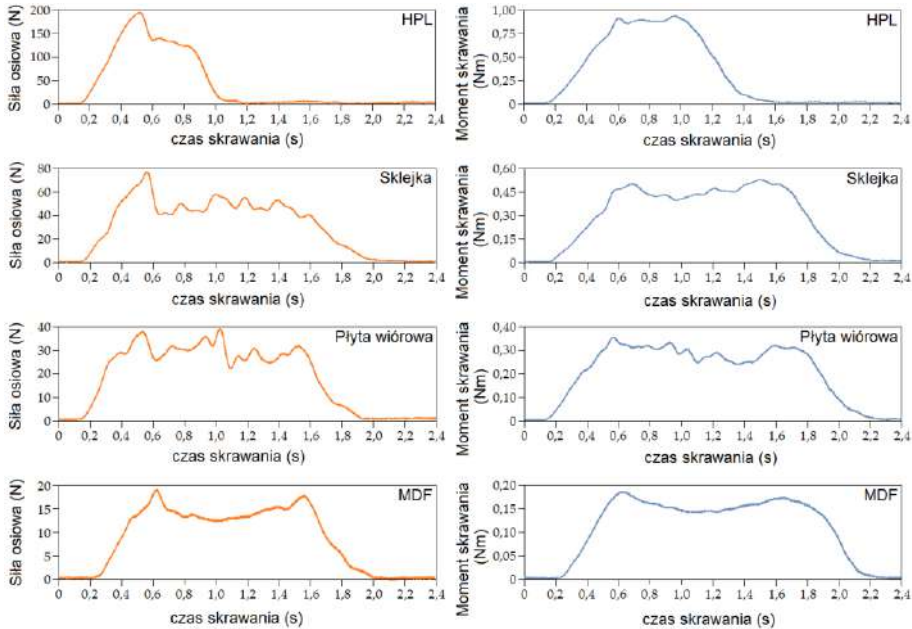 Siła osiowa (N)
200
150
100
50
0
HPL
0 0,2 0,4 0,6 0,8 1,0 1,2 1,4 1,6 1,8 2,0 2,2 2,4
czas skrawania (s)
Moment skrawania
(Nm)
1,00
0,75
0,50
0,25
0
HPL
0 0,2 0,4 0,6 0,8 1,0 1,2 1,4 1,6 1,8 2,0 2,2 2,4
czas skrawania (s)
Siła osiowa (N)
80
60
40
20
0
Sklejka
0 0,2 0,4 0,6 0,8 1,0 1,2 1,4 1,6 1,8 2,0 2,2 2,4
czas skrawania (s)
Moment skrawania
(Nm)
0,60
0,45
0,30
0,15
0
Sklejka
0 0,2 0,4 0,6 0,8 1,0 1,2 1,4 1,6 1,8 2,0 2,2 2,4
czas skrawania (s)
Siła osiowa (N)
40
30
20
10
0
Płyta wiórowa
0 0,2 0,4 0,6 0,8 1,0 1,2 1,4 1,6 1,8 2,0 2,2 2,4
czas skrawania (s)
Moment skrawania
(Nm)
0,40
0,30
0,20
0,10
0
Płyta wiórowa
0 0,2 0,4 0,6 0,8 1,0 1,2 1,4 1,6 1,8 2,0 2,2 2,4
czas skrawania (s)
Siła osiowa (N)
20
15
10
5
0
MDF
0 0,2 0,4 0,6 0,8 1,0 1,2 1,4 1,6 1,8 2,0 2,2 2,4
czas skrawania (s)
Moment skrawania
(Nm)
0,20
0,15
0,10
0,05
0
MDF
0 0,2 0,4 0,6 0,8 1,0 1,2 1,4 1,6 1,8 2,0 2,2 2,4
czas skrawania (s)